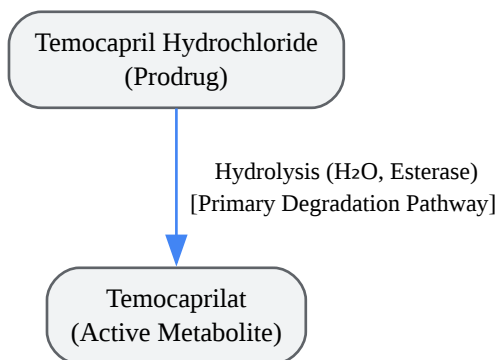 Temocapril Hydrochloride
(Prodrug)
Hydrolysis (H₂O, Esterase)
[Primary Degradation Pathway]
Temocaprilat
(Active Metabolite)